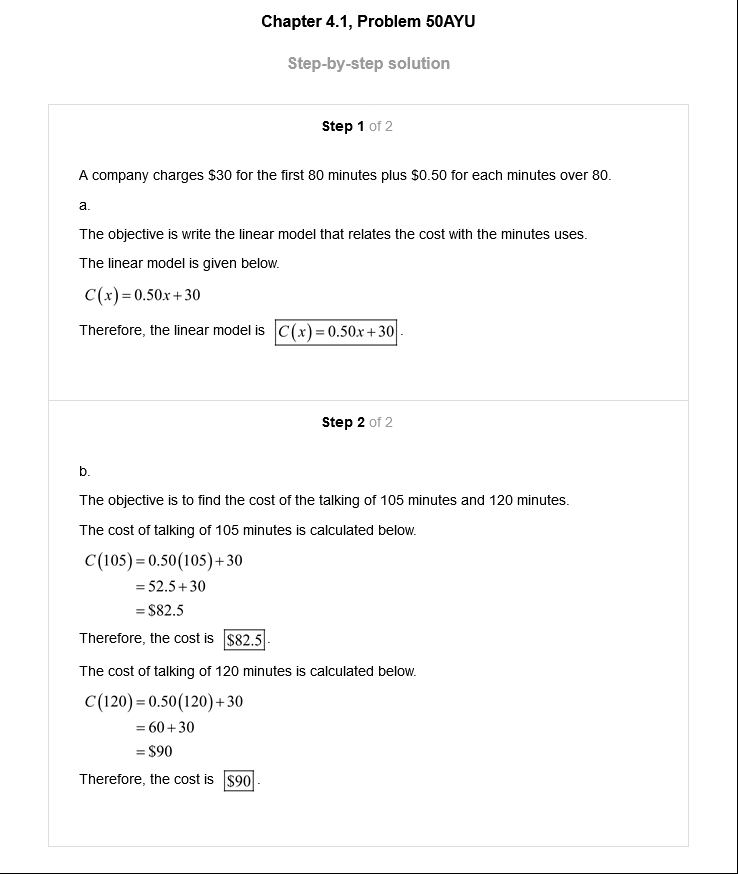 Chapter 4.1, Problem 50AYU
Step-by-step solution
Step 1 of 2
A company charges $30 for the first 80 minutes plus $0.50 for each minutes over 80.
a.
The objective is write the linear model that relates the cost with the minutes uses.
The linear model is given below.
C(x) = 0.50x + 30
Therefore, the linear model is C(x) = 0.50x + 30.
Step 2 of 2
b.
The objective is to find the cost of the talking of 105 minutes and 120 minutes.
The cost of talking of 105 minutes is calculated below.
C(105) = 0.50(105) + 30
= 52.5 + 30
= $82.5
Therefore, the cost is $82.5.
The cost of talking of 120 minutes is calculated below.
C(120) = 0.50(120) + 30
= 60 + 30
= $90
Therefore, the cost is $90.